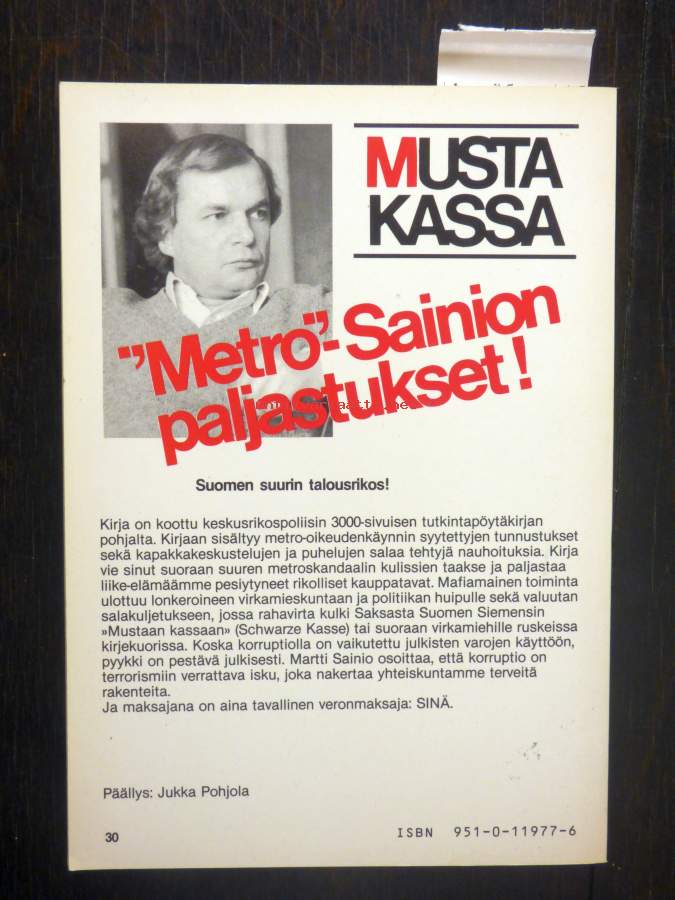 MUSTA
KASSA
"Metro"-Sainion
paljastukset!
Suomen suurin talousrikos!
Kirja on koottu keskusrikospoliisin 3000-sivuisen tutkintapöytäkirjan
pohjalta. Kirjaan sisältyy metro-oikeudenkäynnin syytettyjen tunnustukset
sekä kapakkakeskustelujen ja puhelujen salaa tehtyjä nauhoituksia. Kirja
vie sinut suoraan suuren metroskandaalin kulissien taakse ja paljastaa
liike-elämäämme pesiytyneet rikolliset kauppatavat. Mafiamainen toiminta
ulottuu lonkeroineen virkamieskuntaan ja politiikan huipulle sekä valuutan
salakuljetukseen, jossa rahavirta kulki Saksasta Suomen Siemensin
»Mustaan kassaan» (Schwarze Kasse) tai suoraan virkamiehille ruskeissa
kirjekuorissa. Koska korruptiolla on vaikutettu julkisten varojen käyttöön,
pyykki on pestävä julkisesti. Martti Sainio osoittaa, että korruptio on
terrorismiin verrattava isku, joka nakertaa yhteiskuntamme terveitä
rakenteita.
Ja maksajana on aina tavallinen veronmaksaja: SINÄ.
Päällys: Jukka Pohjola
30
ISBN 951-0-11977-6